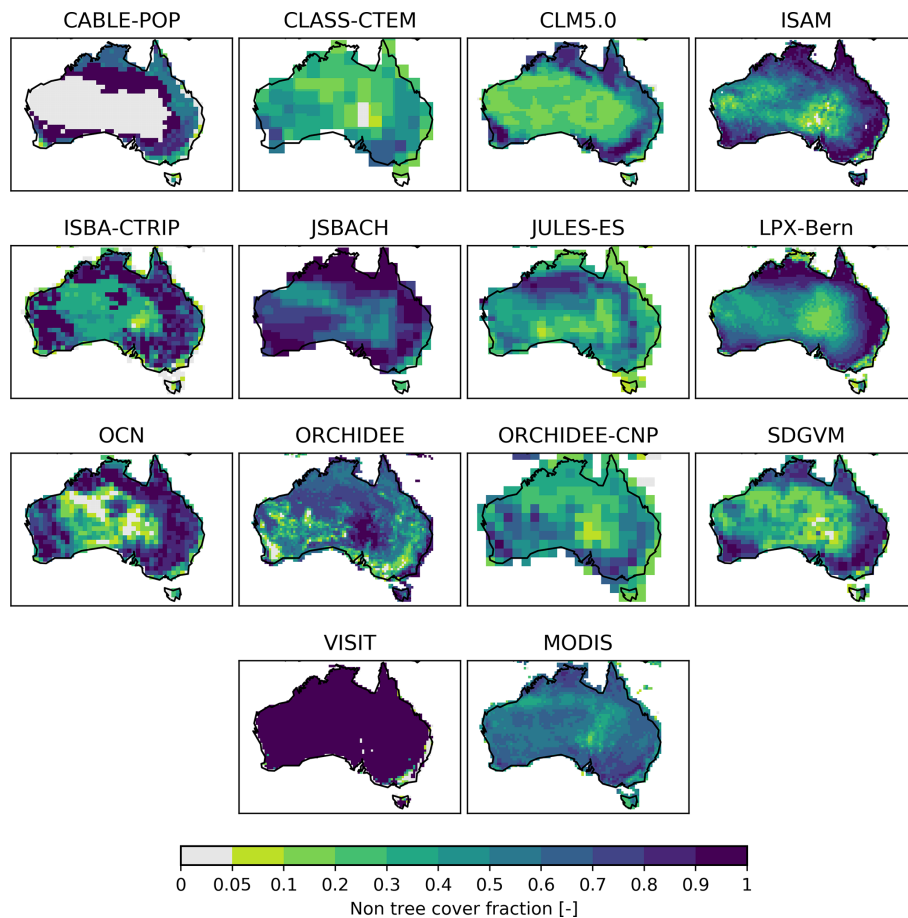 CABLE-POP CLASS-CTEM CLM5.0 ISAM
ISBA-CTRIP JSBACH JULES-ES LPX-Bern
OCN ORCHIDEE ORCHIDEE-CNP SDGVM
VISIT MODIS
0 0.05 0.1 0.2 0.3 0.4 0.5 0.6 0.7 0.8 0.9 1
Non tree cover fraction [-]